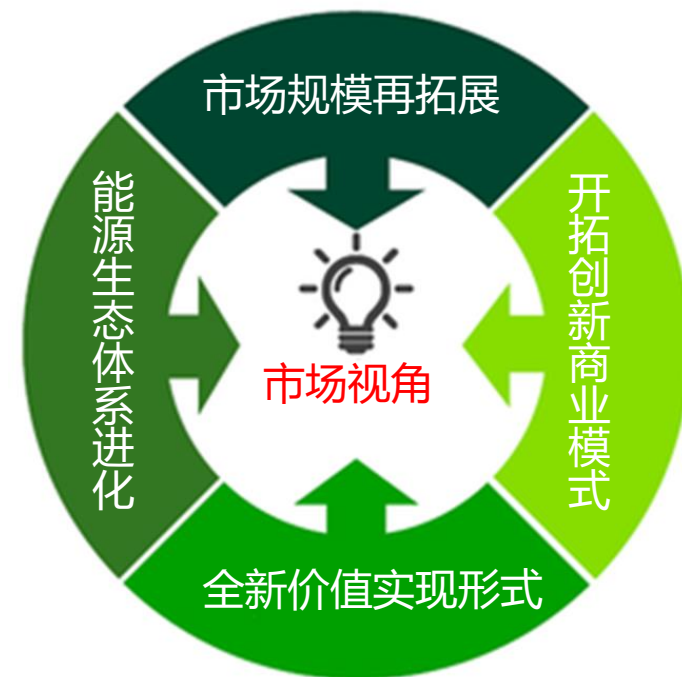 市场规模再拓展
能源生态体系进化
开拓创新商业模式
市场视角
全新价值实现形式